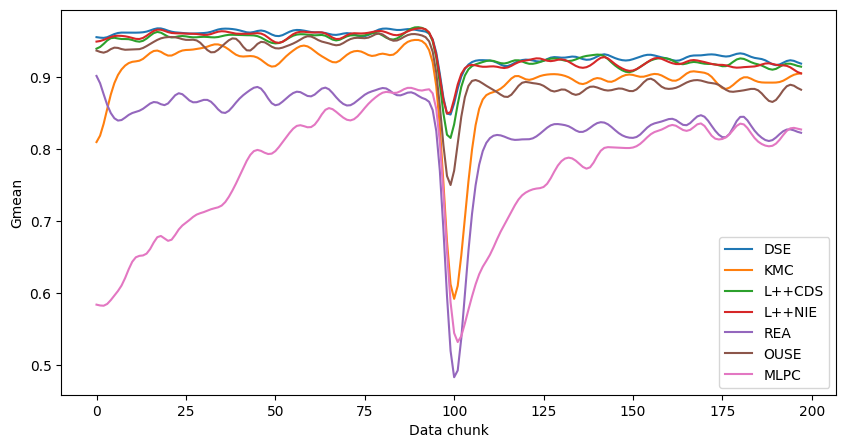 Gmean
0.9
0.8
0.7
0.6
0.5
0
25
50
75
100
125
150
175
200
Data chunk
DSE
KMC
L++CDS
L++NIE
REA
OUSE
MLPC